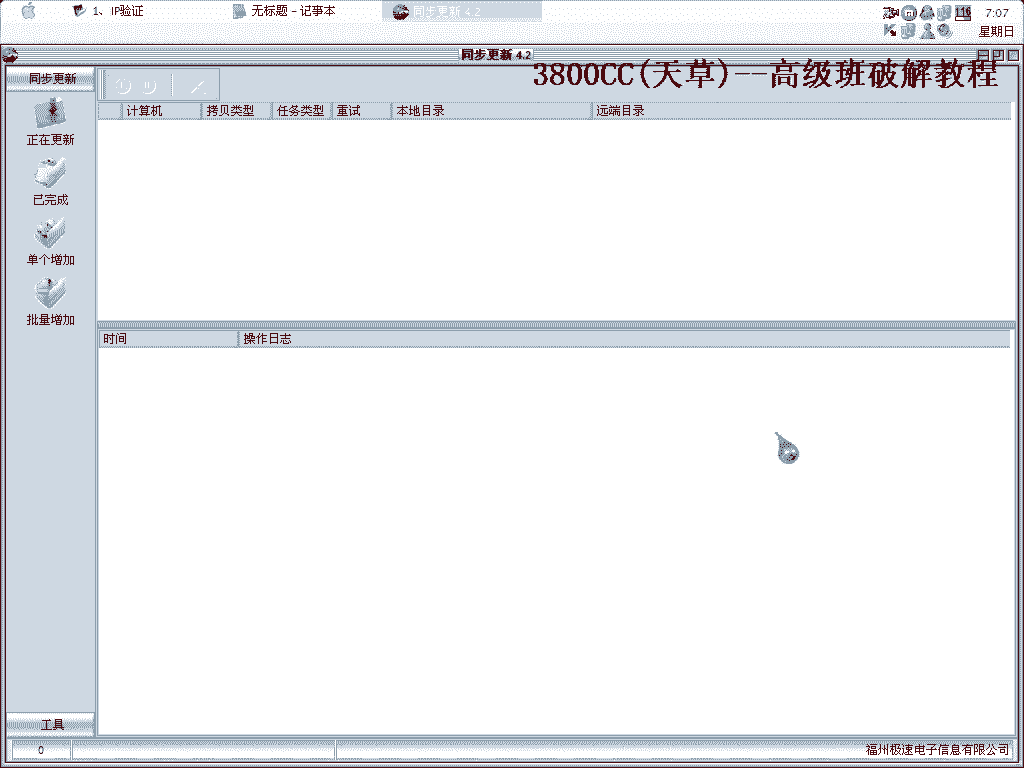 1、IP验证
无标题 - 记事本
同步更新 4.2
116
7:07
星期日
同步更新 4.2
3800CC(天草)--高级班破解教程
同步更新
正在更新
已完成
单个增加
批量增加
工具
计算机 拷贝类型 任务类型 重试 本地目录 远端目录
时间 操作日志
0
福州极速电子信息有限公司